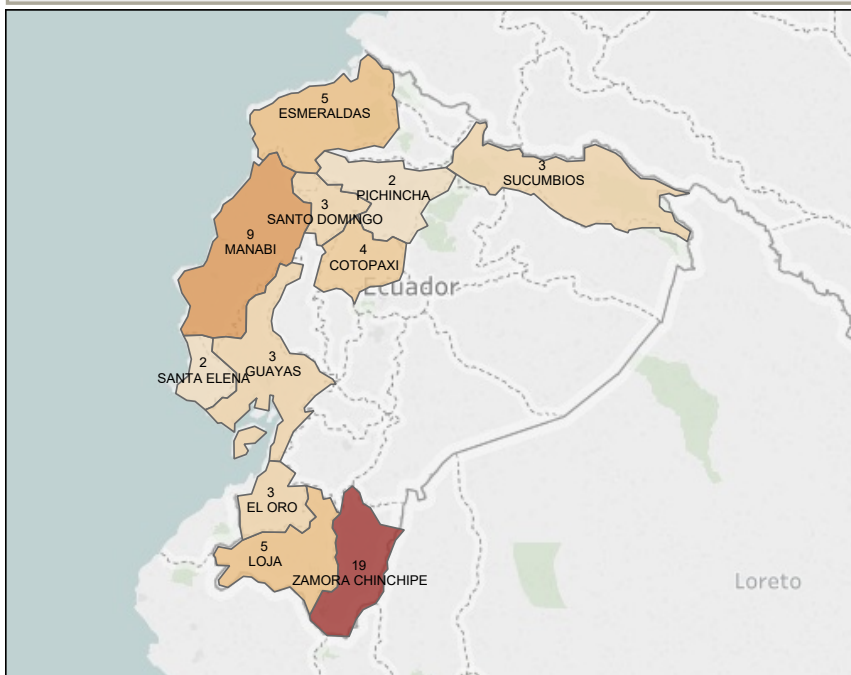 5
ESMERALDAS
3
SUCUMBIOS
2
PICHINCHA
3
SANTO DOMINGO
9
MANABI
4
COTOPAXI
Ecuador
2
SANTA ELENA
3
GUAYAS
3
EL ORO
5
LOJA
19
ZAMORA CHINCHIPE
Loreto